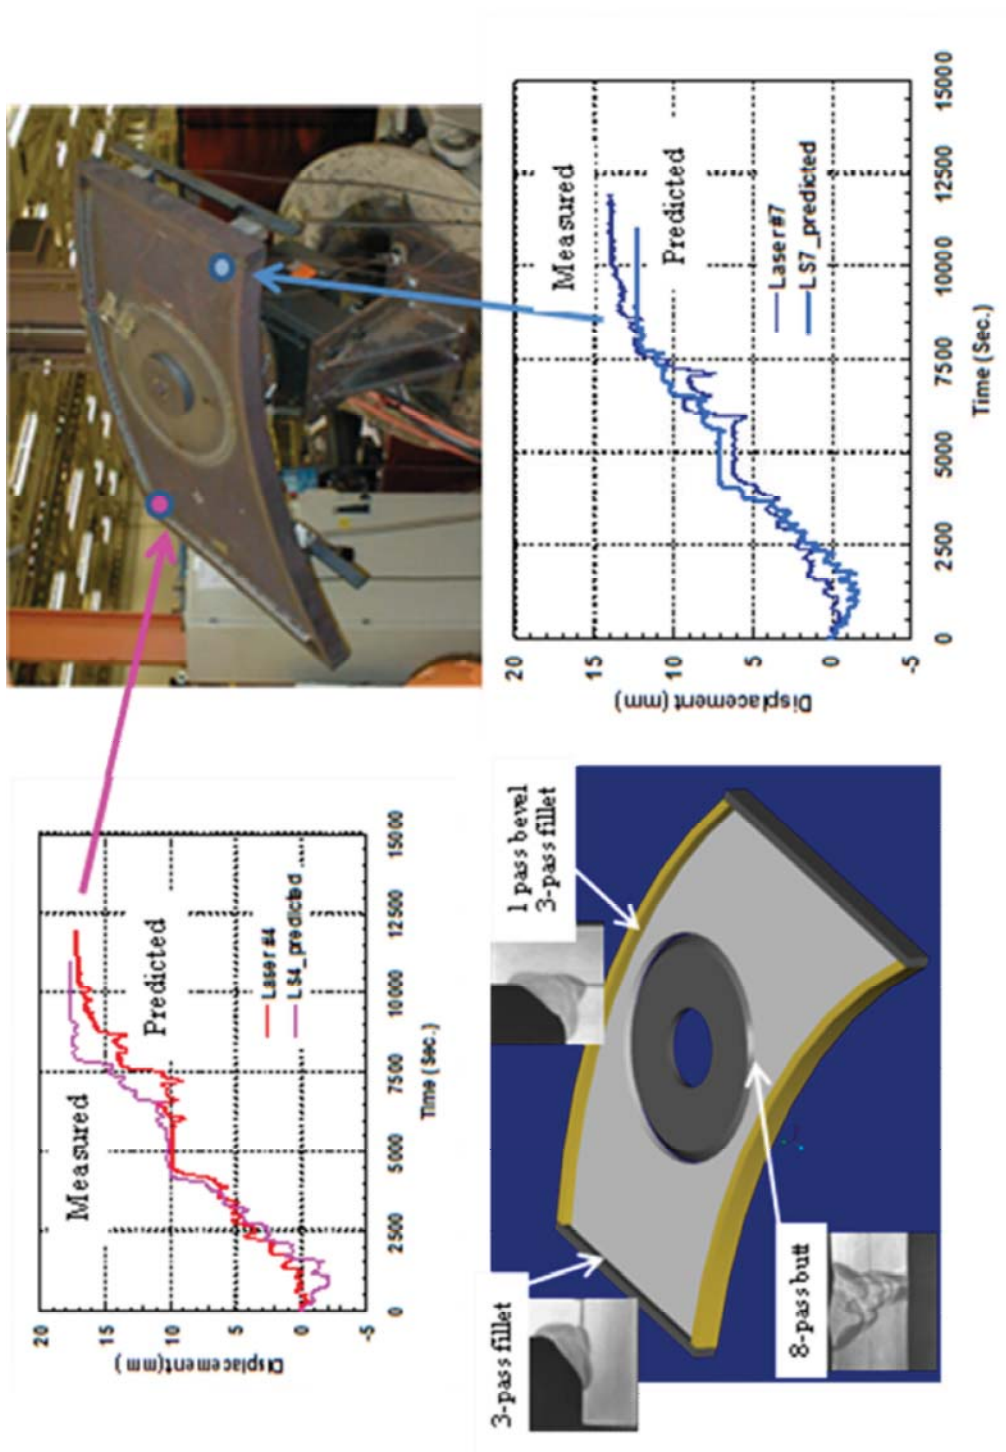 20
15
10
5
0
-5
Displacement(mm)
Measured
Predicted
Laser #4
LS4_predicted
0
2500
5000
7500
10000
12500
15000
Time (Sec.)
20
15
10
5
0
-5
Displacement (mm)
Measured
Predicted
Laser#7
LS7_predicted
0
2500
5000
7500
10000
12500
15000
Time (Sec.)
3-pass fillet
1 pass bevel
3-pass fillet
8-pass butt